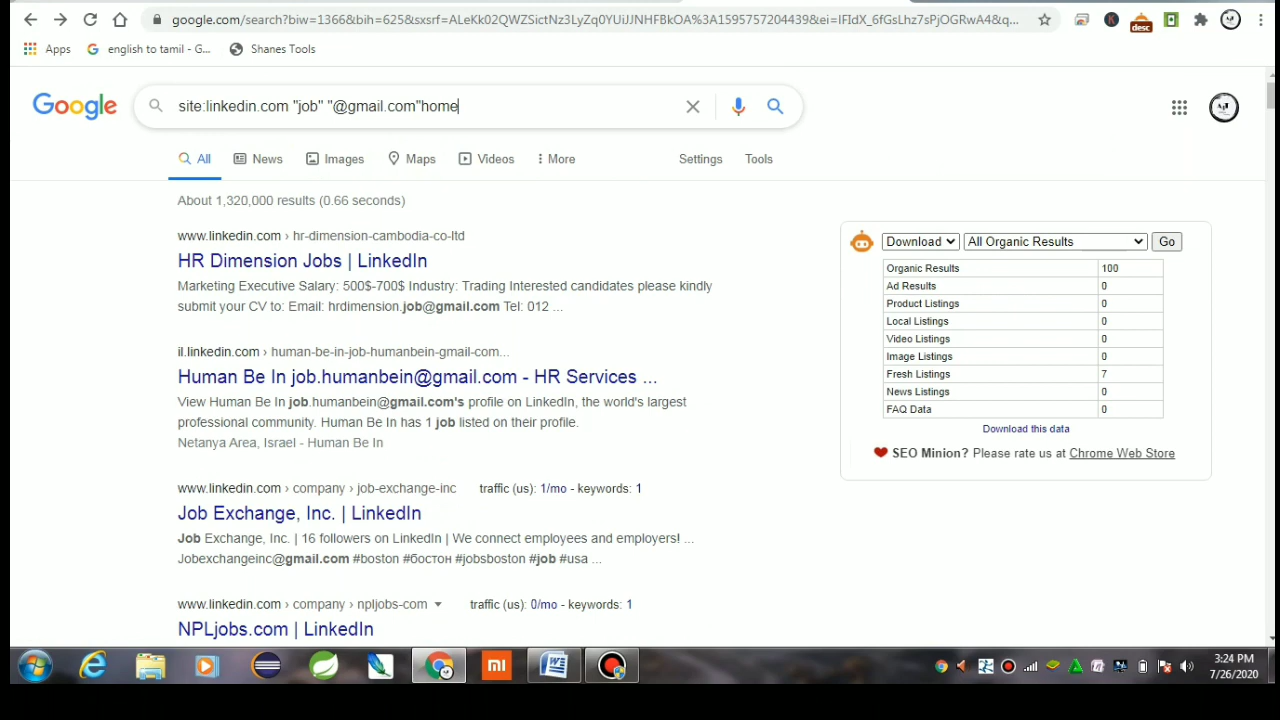 google.com/search?biw=1366&bih=625&sxsrf=ALeKk02QWZSictNz3LyZq0YUiJJNHFBkOA%3A1595757204439&ei=IFIdX_6fGsLhz7sPjOGRwA4&q...
desc
Apps
english to tamil - G...
Shanes Tools
Google
site:linkedin.com "job" "@gmail.com"home
All
News
Images
Maps
Videos
More
Settings
Tools
About 1,320,000 results (0.66 seconds)
www.linkedin.com › hr-dimension-cambodia-co-ltd
HR Dimension Jobs | LinkedIn
Marketing Executive Salary: 500$-700$ Industry: Trading Interested candidates please kindly
submit your CV to: Email: hrdimension.job@gmail.com Tel: 012 ...
il.linkedin.com › human-be-in-job-humanbein-gmail-com...
Human Be In job.humanbein@gmail.com - HR Services ...
View Human Be In job.humanbein@gmail.com's profile on LinkedIn, the world's largest
professional community. Human Be In has 1 job listed on their profile.
Netanya Area, Israel - Human Be In
www.linkedin.com › company › job-exchange-inc traffic (us): 1/mo - keywords: 1
Job Exchange, Inc. | LinkedIn
Job Exchange, Inc. | 16 followers on LinkedIn | We connect employees and employers! ...
Jobexchangeinc@gmail.com #boston #бостон #jobsboston #job #usa ...
www.linkedin.com › company › npljobs-com traffic (us): 0/mo - keywords: 1
NPLjobs.com | LinkedIn
Download All Organic Results Go
Organic Results 100
Ad Results 0
Product Listings 0
Local Listings 0
Video Listings 0
Image Listings 0
Fresh Listings 7
News Listings 0
FAQ Data 0
Download this data
SEO Minion? Please rate us at Chrome Web Store
mi
3:24 PM
7/26/2020